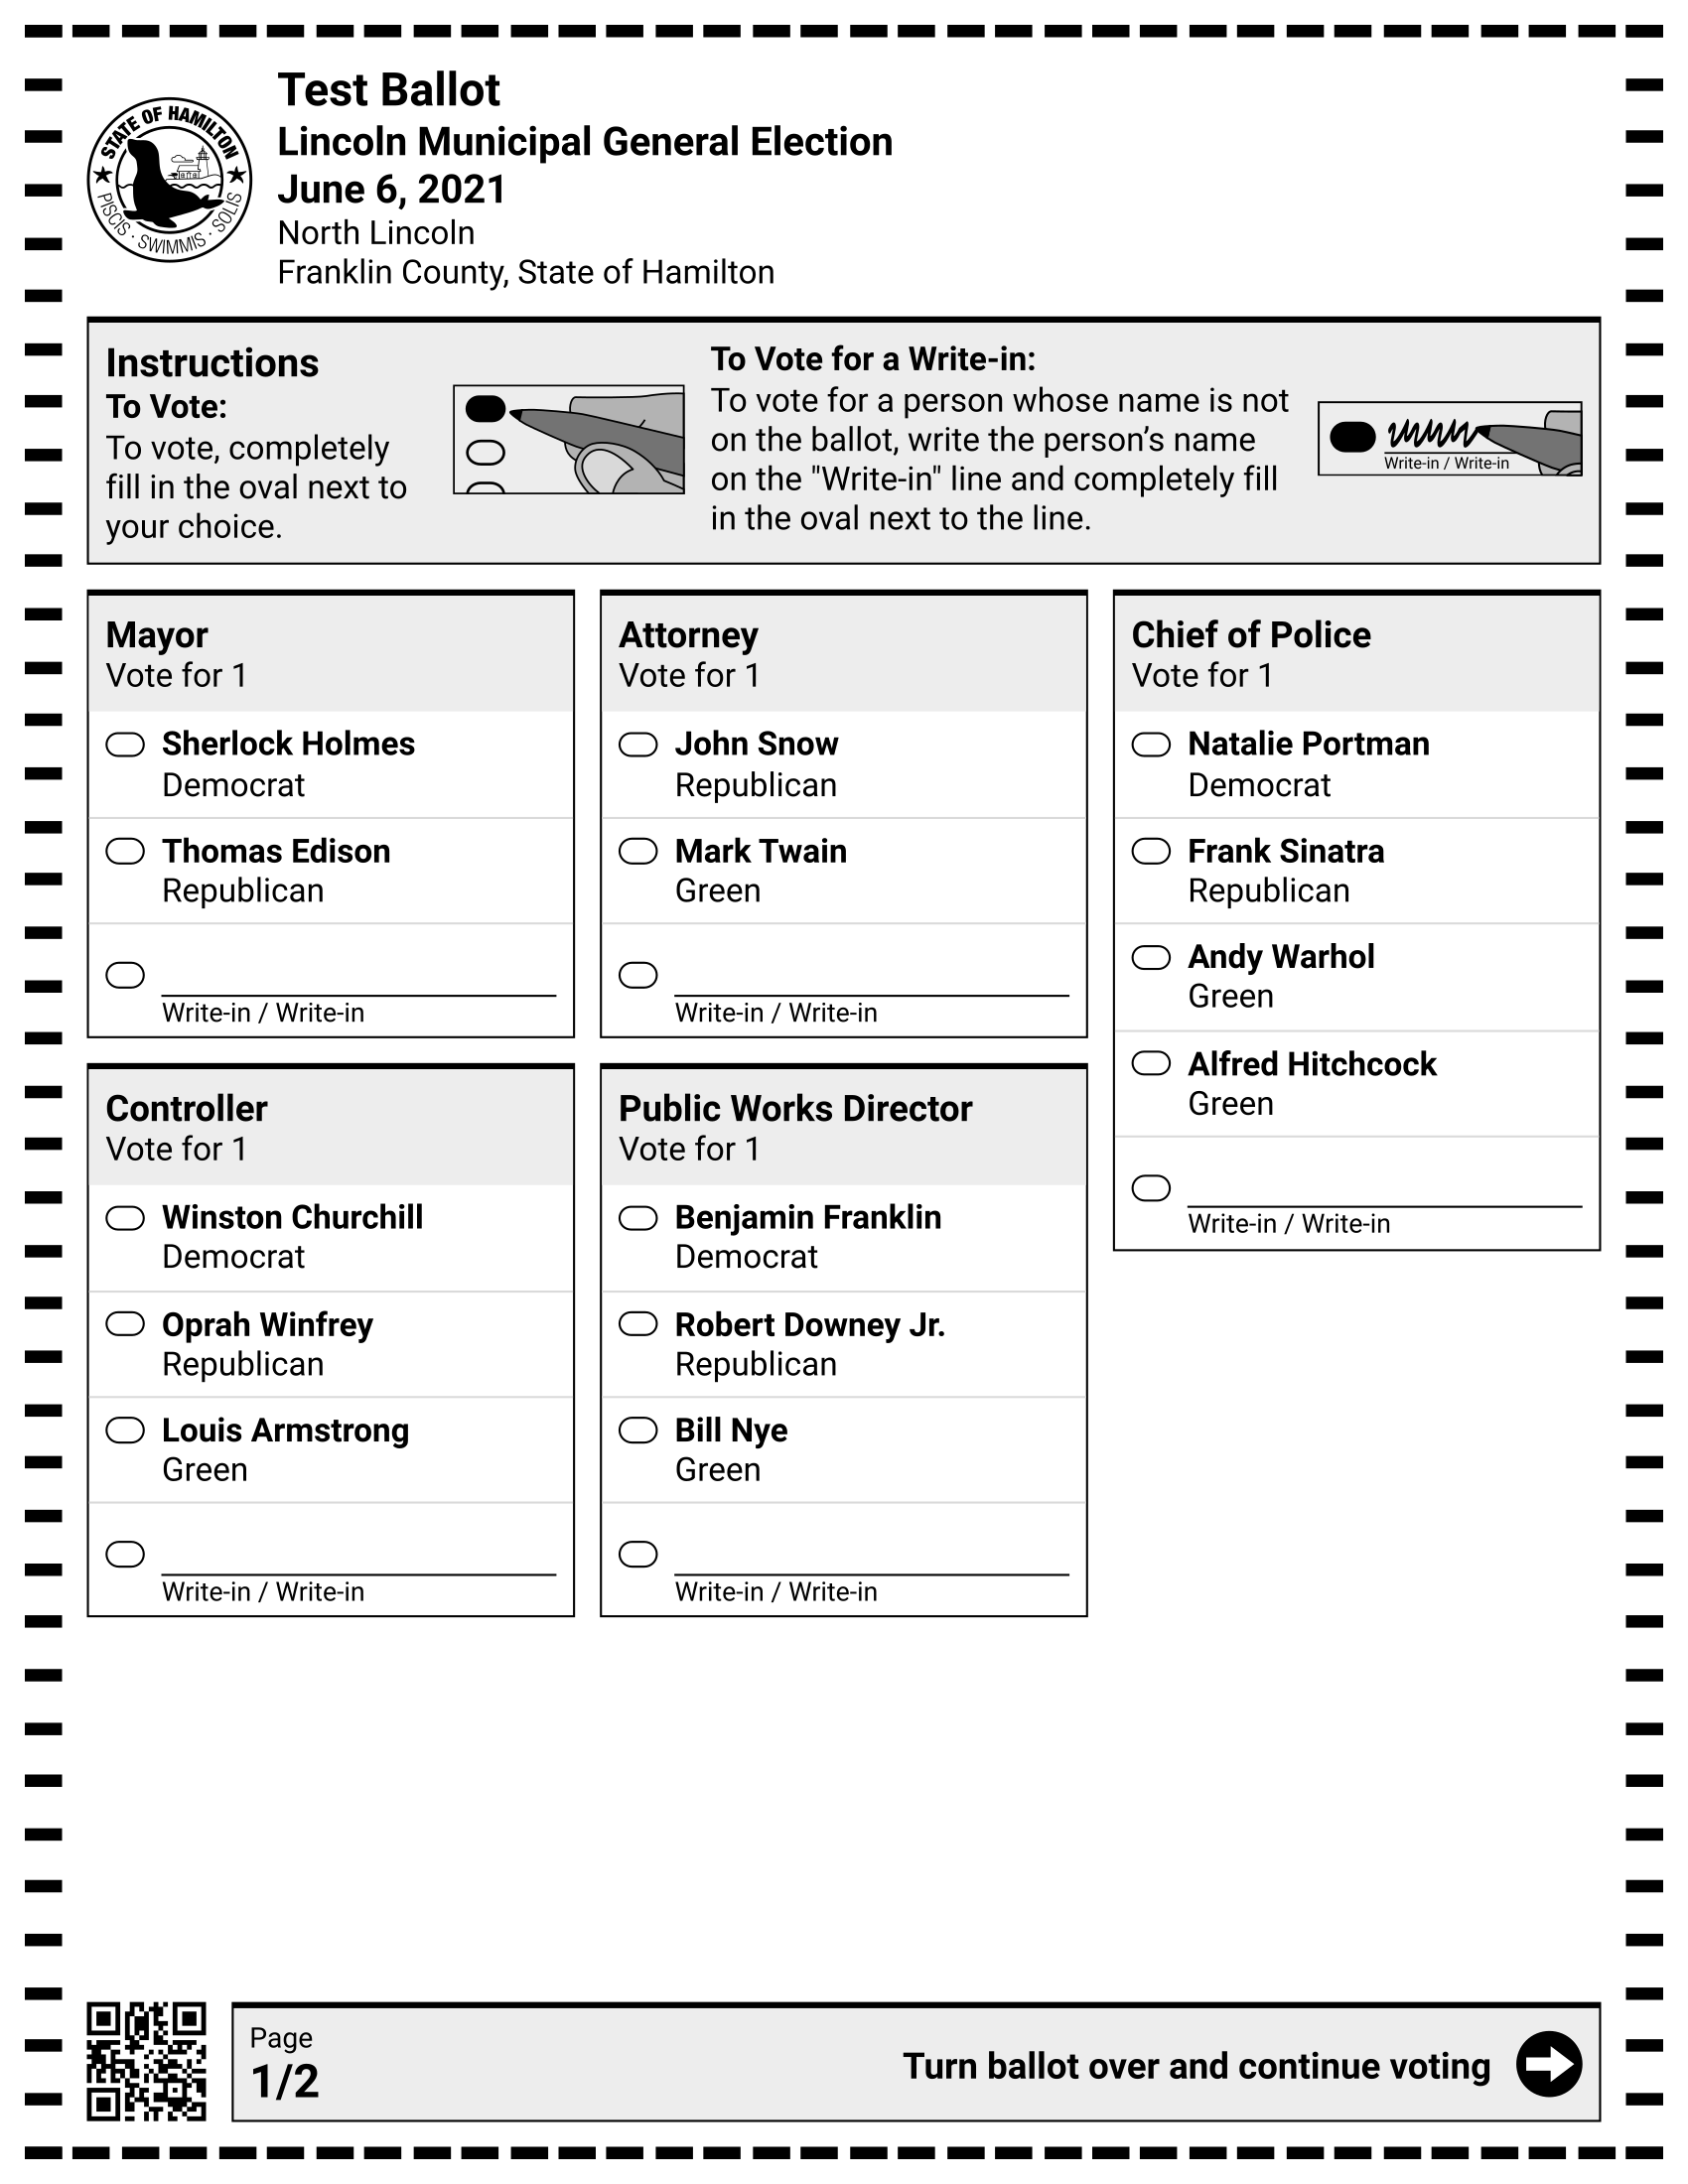 STATE OF HAMILTON
PISCIS · SWIMMIS · SOLIS
Test Ballot
Lincoln Municipal General Election
June 6, 2021
North Lincoln
Franklin County, State of Hamilton
Instructions
To Vote:
To vote, completely
fill in the oval next to
your choice.
To Vote for a Write-in:
To vote for a person whose name is not
on the ballot, write the person’s name
on the "Write-in" line and completely fill
in the oval next to the line.
Write-in / Write-in
Mayor
Vote for 1
Sherlock Holmes
Democrat
Thomas Edison
Republican
Write-in / Write-in
Controller
Vote for 1
Winston Churchill
Democrat
Oprah Winfrey
Republican
Louis Armstrong
Green
Write-in / Write-in
Attorney
Vote for 1
John Snow
Republican
Mark Twain
Green
Write-in / Write-in
Public Works Director
Vote for 1
Benjamin Franklin
Democrat
Robert Downey Jr.
Republican
Bill Nye
Green
Write-in / Write-in
Chief of Police
Vote for 1
Natalie Portman
Democrat
Frank Sinatra
Republican
Andy Warhol
Green
Alfred Hitchcock
Green
Write-in / Write-in
Page
1/2
Turn ballot over and continue voting